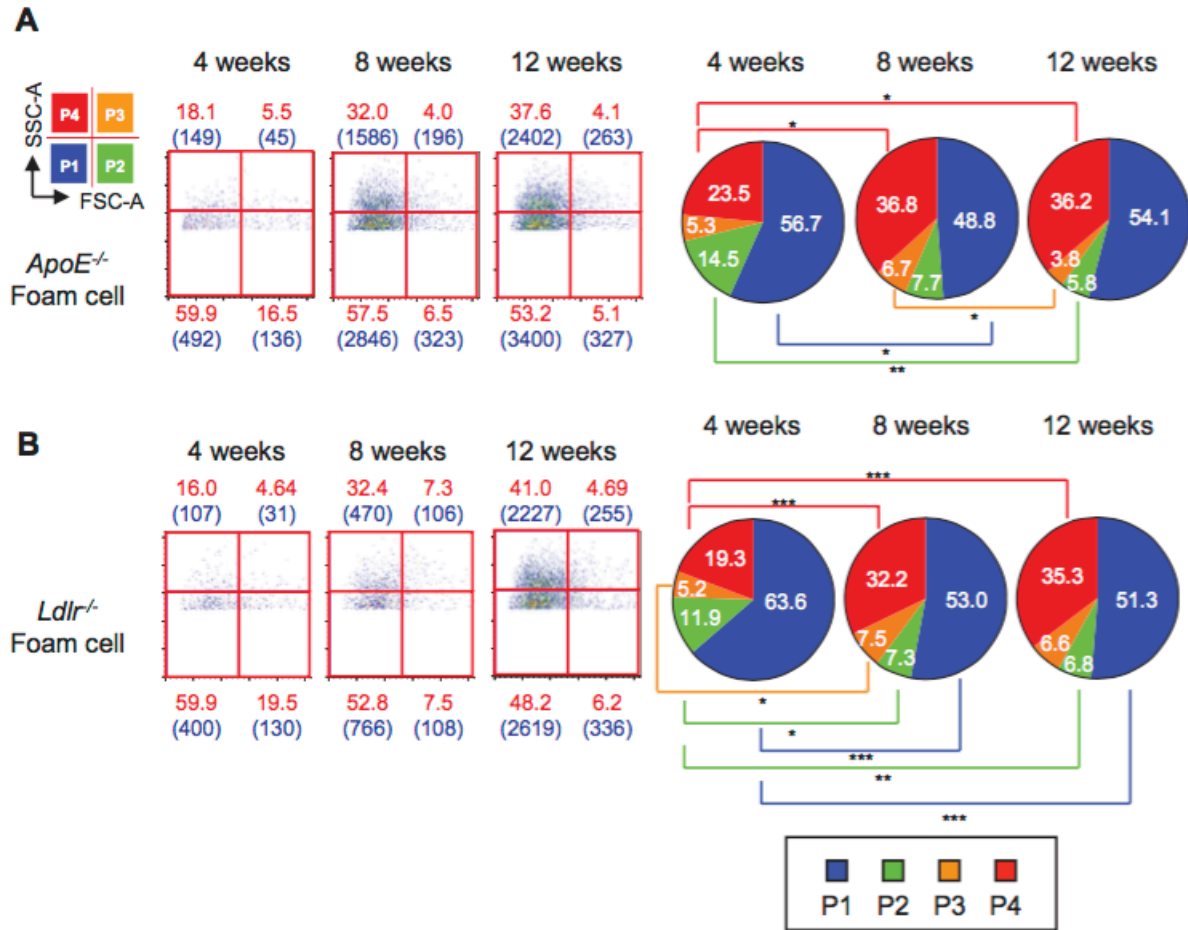 A
4 weeks 8 weeks 12 weeks 4 weeks 8 weeks 12 weeks
SSC-A
P4 P3
P1 P2
FSC-A
ApoE-/-
Foam cell
18.1 5.5 32.0 4.0 37.6 4.1
(149) (45) (1586) (196) (2402) (263)
59.9 16.5 57.5 6.5 53.2 5.1
(492) (136) (2846) (323) (3400) (327)
*
*
23.5 56.7 5.3 14.5
36.8 48.8 6.7 7.7
36.2 54.1 3.8 5.8
*
*
**
B
4 weeks 8 weeks 12 weeks 4 weeks 8 weeks 12 weeks
16.0 4.64 32.4 7.3 41.0 4.69
(107) (31) (470) (106) (2227) (255)
Ldlr-/-
Foam cell
59.9 19.5 52.8 7.5 48.2 6.2
(400) (130) (766) (108) (2619) (336)
***
***
19.3 63.6 5.2 11.9
32.2 53.0 7.5 7.3
35.3 51.3 6.6 6.8
*
*
***
**
***
P1 P2 P3 P4